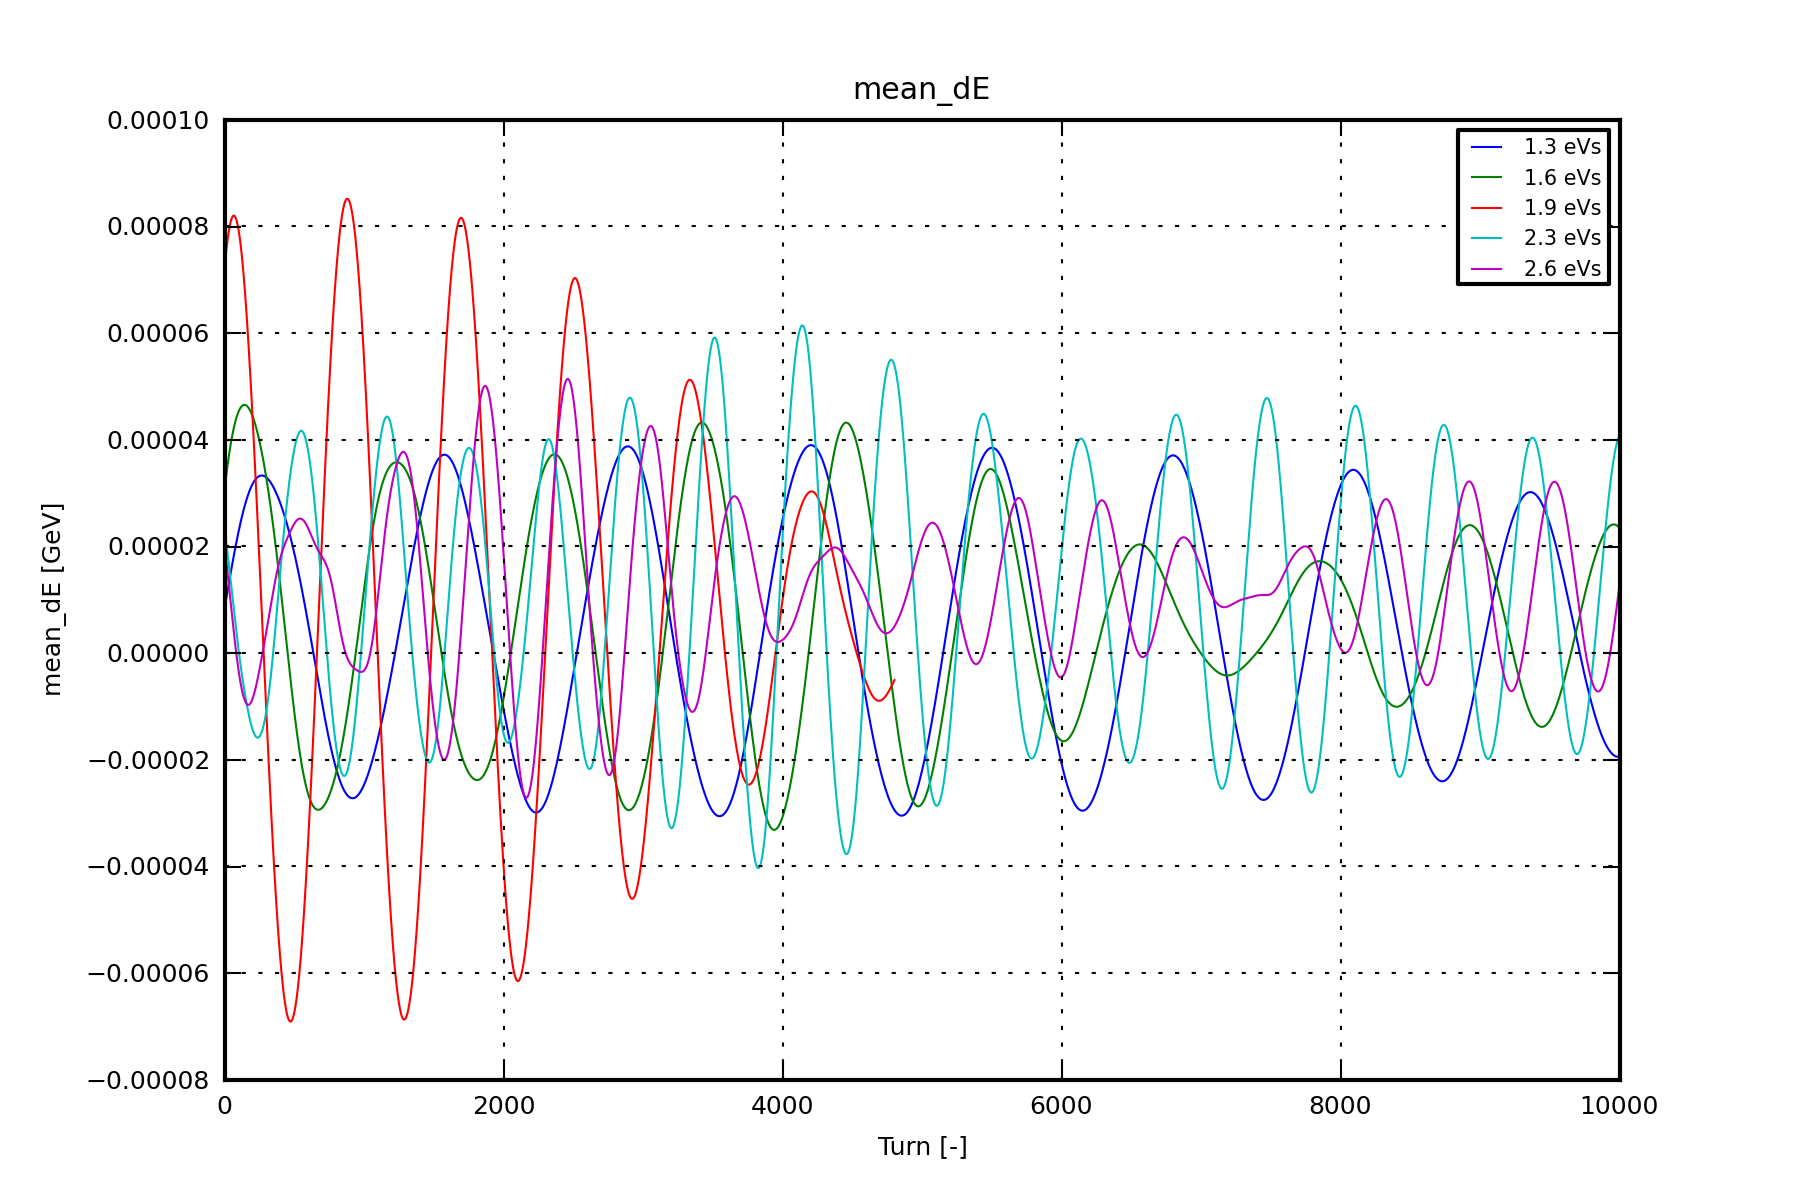 mean_dE
0.00010
0.00008
0.00006
0.00004
0.00002
0.00000
−0.00002
−0.00004
−0.00006
−0.00008
mean_dE [GeV]
1.3 eVs
1.6 eVs
1.9 eVs
2.3 eVs
2.6 eVs
0 2000 4000 6000 8000 10000
Turn [-]